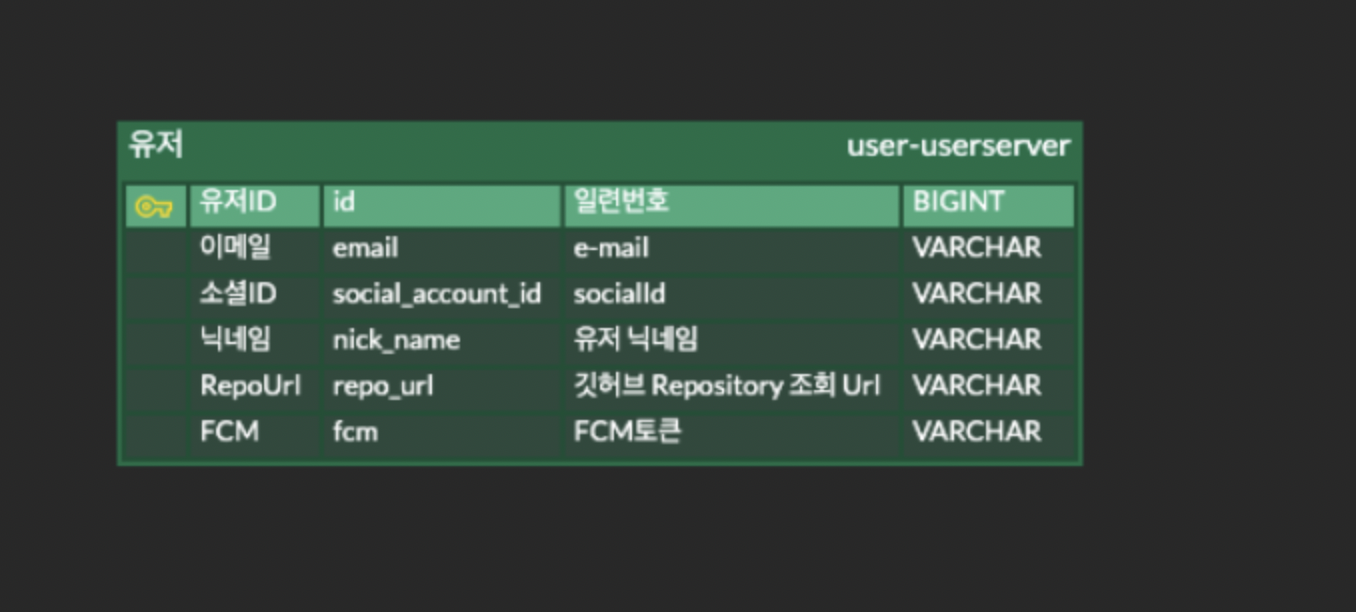 유저 user-userserver
유저ID id 일련번호 BIGINT
이메일 email e-mail VARCHAR
소셜ID social_account_id socialId VARCHAR
닉네임 nick_name 유저 닉네임 VARCHAR
RepoUrl repo_url 깃허브 Repository 조회 Url VARCHAR
FCM fcm FCM토큰 VARCHAR